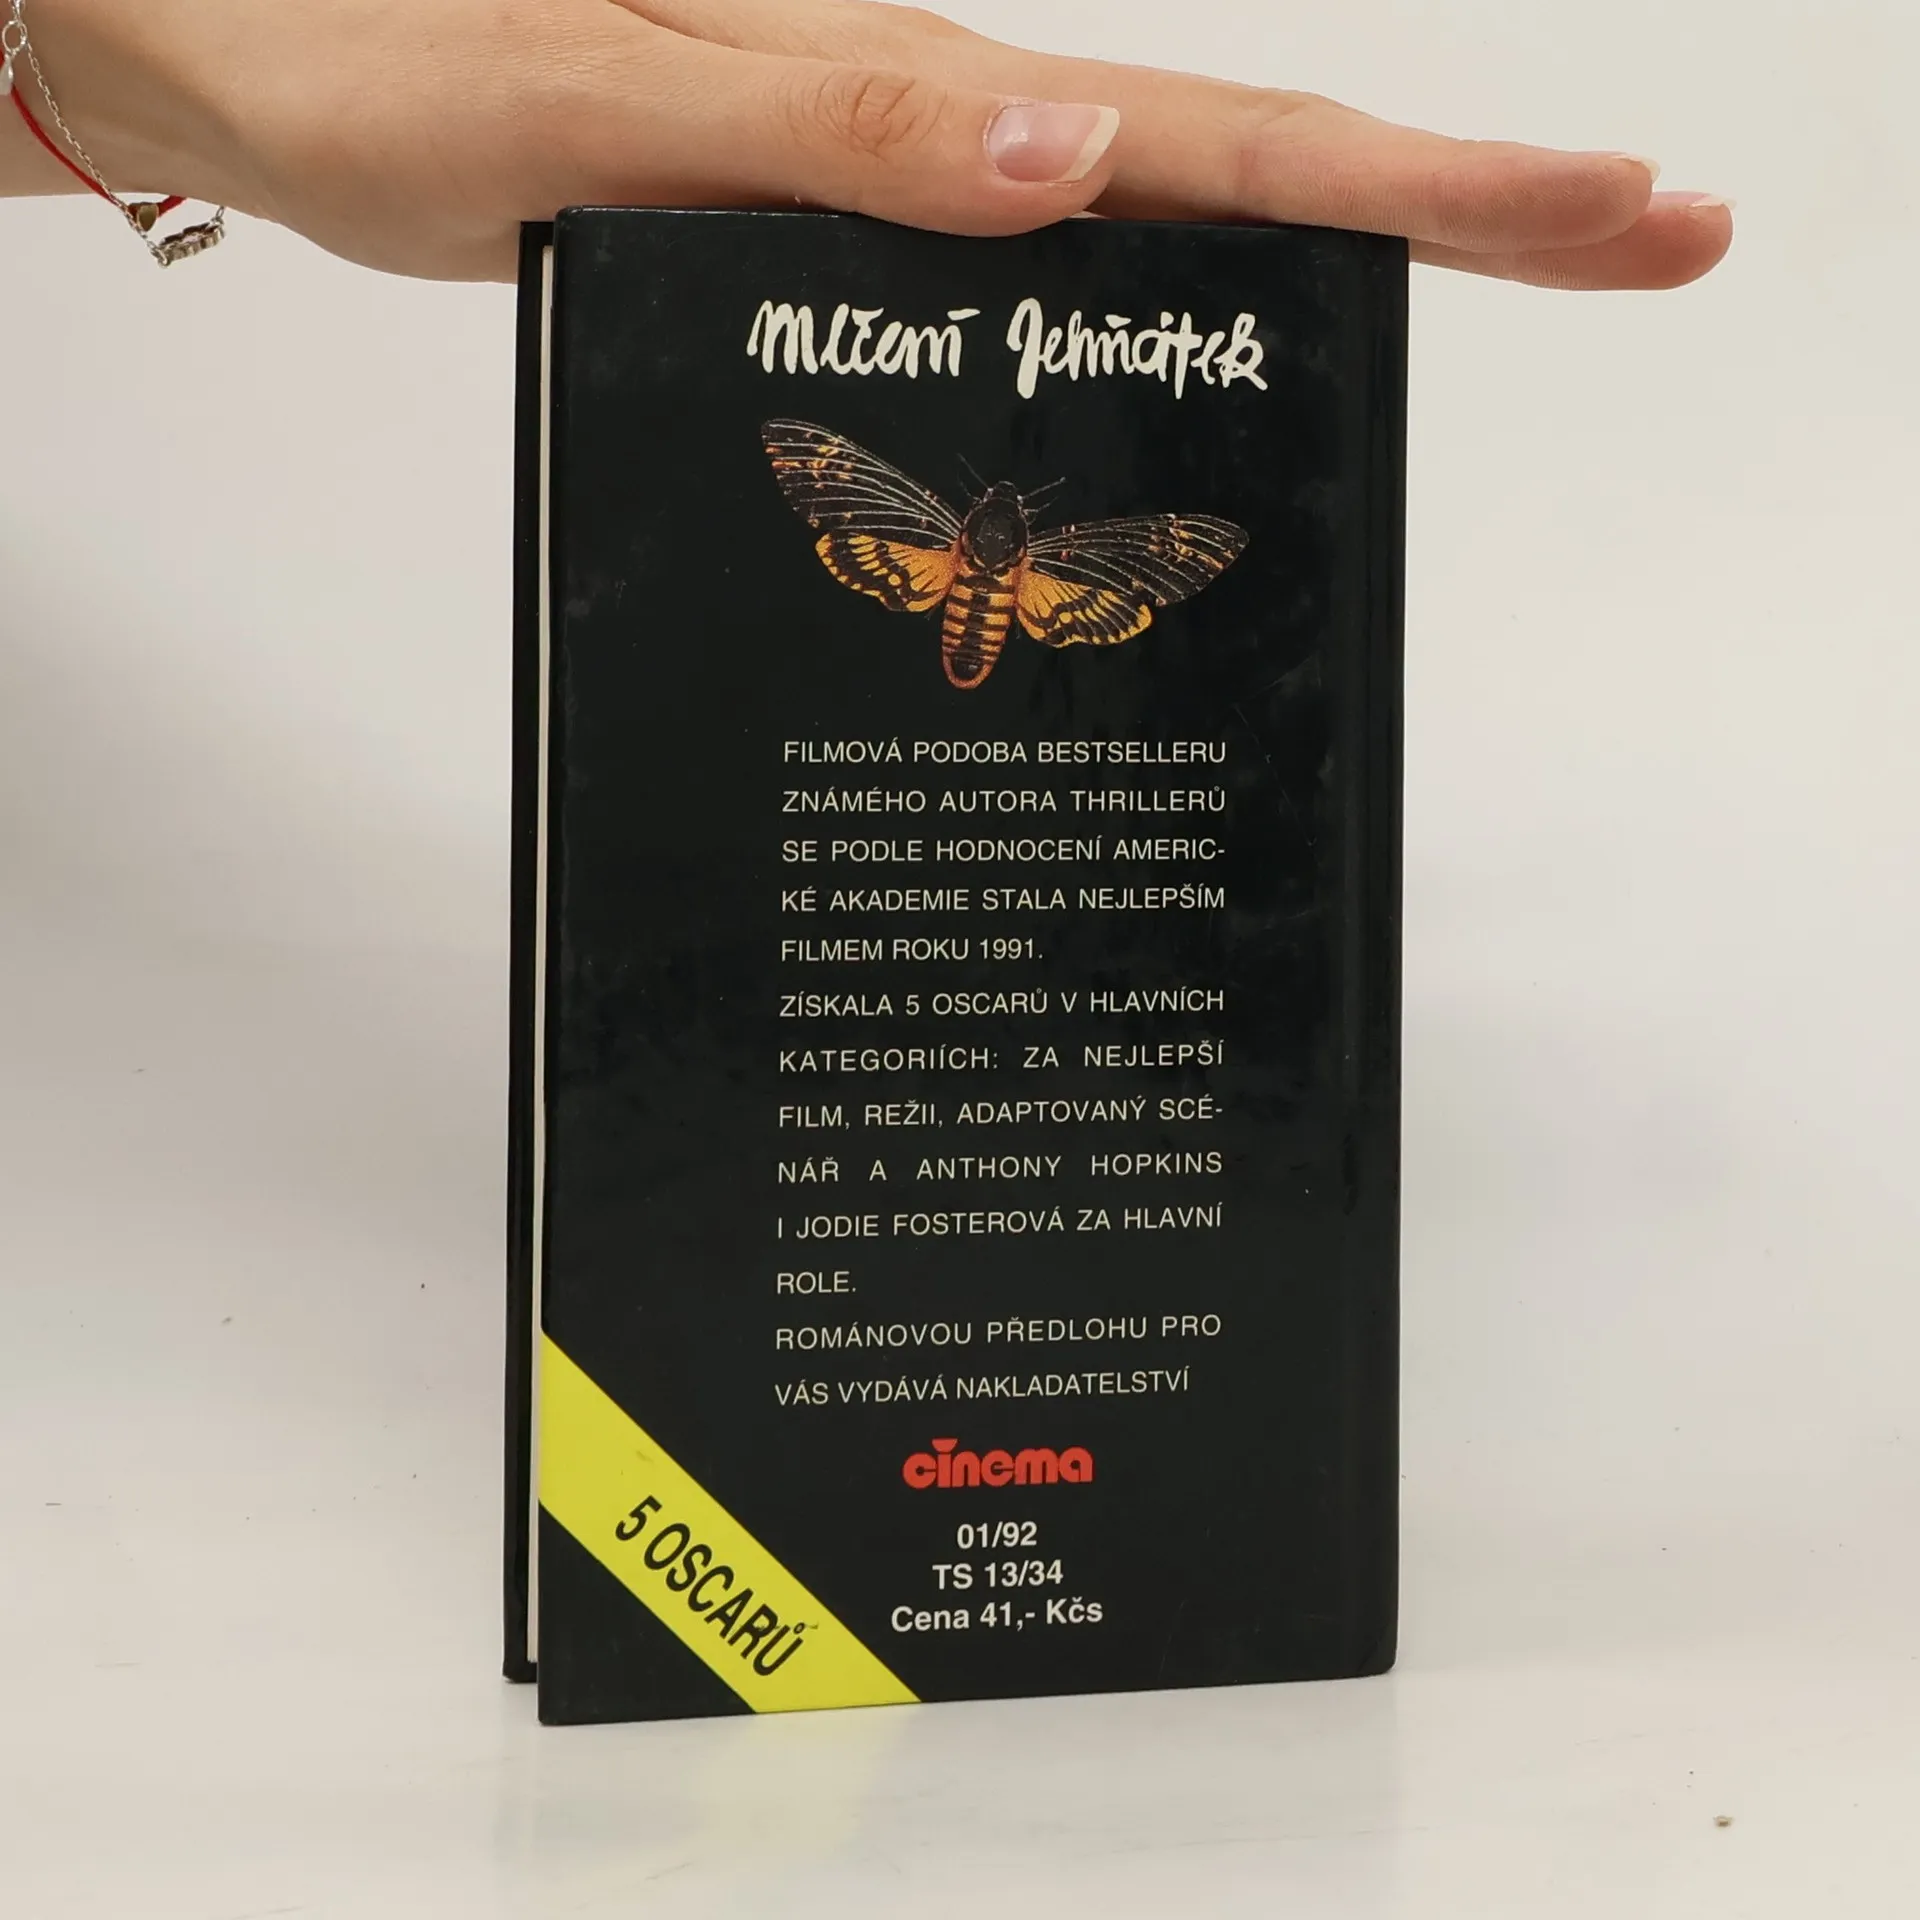 Mlčení Jehňátek
FILMOVÁ PODOBA BESTSELLERU
ZNÁMÉHO AUTORA THRILLERŮ
SE PODLE HODNOCENÍ AMERIC-
KÉ AKADEMIE STALA NEJLEPŠÍM
FILMEM ROKU 1991.
ZÍSKALA 5 OSCARŮ V HLAVNÍCH
KATEGORIÍCH: ZA NEJLEPŠÍ
FILM, REŽII, ADAPTOVANÝ SCÉ-
NÁŘ A ANTHONY HOPKINS
I JODIE FOSTEROVÁ ZA HLAVNÍ
ROLE.
ROMÁNOVOU PŘEDLOHU PRO
VÁS VYDÁVÁ NAKLADATELSTVÍ
cinema
01/92
TS 13/34
Cena 41,- Kčs
5 OSCARŮ